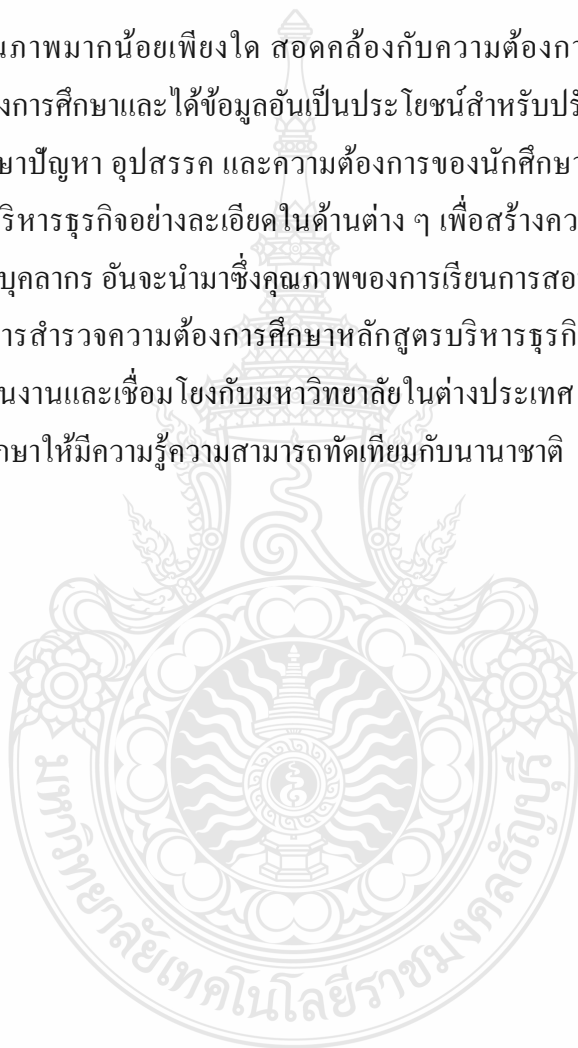 นภาพมากน้อยเพียงใด สอดคล้องกับความต้องกา
งการศึกษาและได้ข้อมูลอันเป็นประโยชน์สำหรับปรั
ษาปัญหา อุปสรรค และความต้องการของนักศึกษา
ริหารธุรกิจอย่างละเอียดในด้านต่าง ๆ เพื่อสร้างคว
บุคลากร อันจะนำมาซึ่งคุณภาพของการเรียนการสอ
ารสำรวจความต้องการศึกษาหลักสูตรบริหารธุรกิ
นงานและเชื่อมโยงกับมหาวิทยาลัยในต่างประเทศ
กษาให้มีความรู้ความสามารถทัดเทียมกับนานาชาติ
มหาวิทยาลัยเทคโนโลยีราชมงคลธัญบุรี